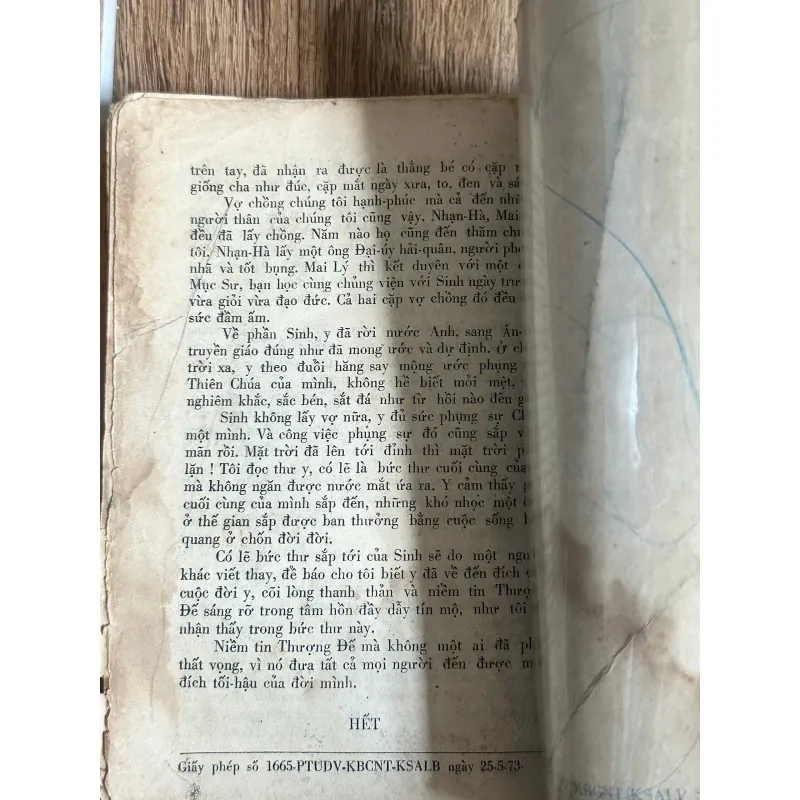 trên tay, đã nhận ra được là thằng bé có cặp
giống cha như đúc, cặp mắt ngày xưa, to, đen và
Vợ chồng chúng tôi hạnh-phúc mà cả đến
người thân của chúng tôi cũng vậy. Nhạn-Hà, Mai
đều đã lấy chồng. Năm nào họ cũng đến thăm
tôi. Nhạn-Hà lấy một ông Đại-úy hải-quân, người
nhã và tốt bụng. Mai Lý thì kết duyên với một
Mục Sư, bạn học cùng chủng viện với Sinh ngày
vừa giỏi vừa đạo đức. Cả hai cặp vợ chồng đó đều
sức đầm ấm.
Về phần Sinh, y đã rời nước Anh, sang Ấn-
truyền giáo đúng như đã mong ước và dự định, ở
trời xa, y theo đuổi hăng say mộng ước phụng
Thiên Chúa của mình, không hề biết mỏi mệt,
nghiêm khắc, sắc bén, sắt đá như từ hồi nào đến
Sinh không lấy vợ nữa, y đủ sức phụng sự
một mình. Và công việc phụng sự đó cũng sắp
mãn rồi. Mặt trời đã lên tới đỉnh thì mặt trời
lặn ! Tôi đọc thư y, có lẽ là bức thư cuối cùng
mà không ngăn được nước mắt ứa ra. Y cảm thấy
cuối cùng của mình sắp đến, những khó nhọc một
ở thế gian sắp được ban thưởng bằng cuộc sống
quang ở chốn đời đời.
Có lẽ bức thư sắp tới của Sinh sẽ do một
khác viết thay, để báo cho tôi biết y đã về đến đích
cuộc đời y, cõi lòng thanh thản và niềm tin
Đế sáng rỡ trong tâm hồn đầy dẫy tín mộ, như tôi
nhận thấy trong bức thư này.
Niềm tin Thượng Đế mà không một ai đã
thất vọng, vì nó đưa tất cả mọi người đến được
đích tối-hậu của đời mình.
HẾT
Giấy phép số 1665-PTUDV-KBCNT-KSALB ngày 25-5-73-